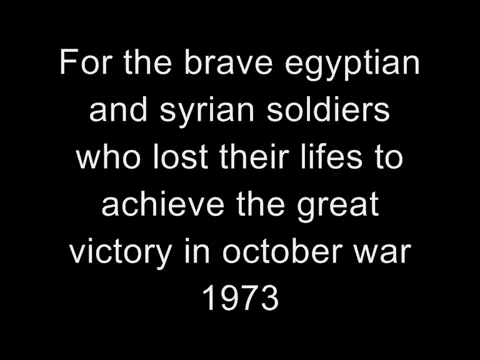 For the brave egyptian
and syrian soldiers
who lost their lifes to
achieve the great
victory in october war
1973